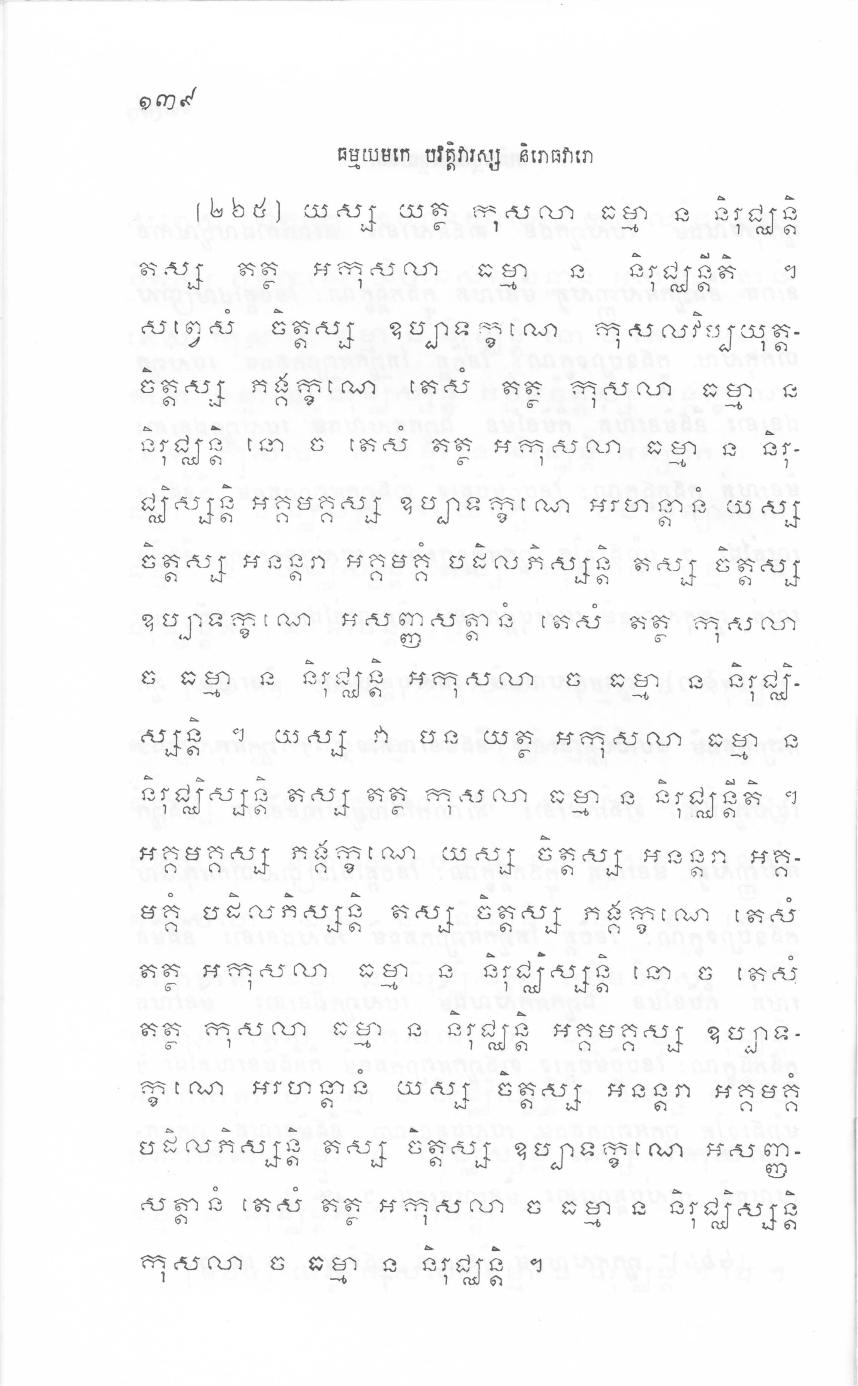 ១៣៩
ធម្មយមកេ បវត្តិវារស្ស និរោធវារោ
(២៦៥) យស្ស យត្ថ កុសលា ធម្មា ន និរុជ្ឈន្តិ
តស្ស តត្ថ អកុសលា ធម្មា ន និរុជ្ឈន្តីតិ ។
សព្វេសំ ចិត្តស្ស ឧប្បាទក្ខណេ កុសលវិប្បយុត្ត-
ចិត្តស្ស ភង្គក្ខណេ តេសំ តត្ថ កុសលា ធម្មា ន
និរុជ្ឈន្តិ នោ ច តេសំ តត្ថ អកុសលា ធម្មា ន និរុ-
ជ្ឈិស្សន្តិ អគ្គមគ្គស្ស ឧប្បាទក្ខណេ អរហន្តានំ យស្ស
ចិត្តស្ស អនន្តរា អគ្គមគ្គំ បដិលភិស្សន្តិ តស្ស ចិត្តស្ស
ឧប្បាទក្ខណេ អសញ្ញសត្តានំ តេសំ តត្ថ កុសលា
ច ធម្មា ន និរុជ្ឈន្តិ អកុសលា ច ធម្មា ន និរុជ្ឈិ-
ស្សន្តិ ។ យស្ស វា បន យត្ថ អកុសលា ធម្មា ន
និរុជ្ឈិស្សន្តិ តស្ស តត្ថ កុសលា ធម្មា ន និរុជ្ឈន្តីតិ ។
អគ្គមគ្គស្ស ភង្គក្ខណេ យស្ស ចិត្តស្ស អនន្តរា អគ្គ-
មគ្គំ បដិលភិស្សន្តិ តស្ស ចិត្តស្ស ភង្គក្ខណេ តេសំ
តត្ថ អកុសលា ធម្មា ន និរុជ្ឈិស្សន្តិ នោ ច តេសំ
តត្ថ កុសលា ធម្មា ន និរុជ្ឈន្តិ អគ្គមគ្គស្ស ឧប្បាទ-
ក្ខណេ អរហន្តានំ យស្ស ចិត្តស្ស អនន្តរា អគ្គមគ្គំ
បដិលភិស្សន្តិ តស្ស ចិត្តស្ស ឧប្បាទក្ខណេ អសញ្ញ-
សត្តានំ តេសំ តត្ថ អកុសលា ច ធម្មា ន និរុជ្ឈិស្សន្តិ
កុសលា ច ធម្មា ន និរុជ្ឈន្តិ ។